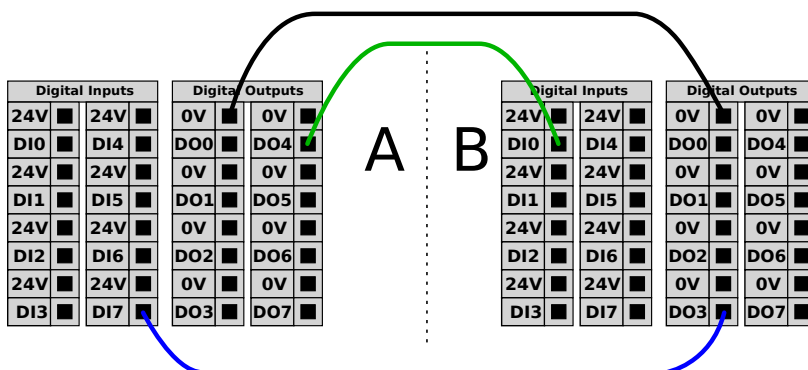 Digital Inputs Digital Outputs Digital Inputs Digital Outputs
24V 24V 0V 0V 24V 24V 0V 0V
DI0 DI4 DO0 DO4 A B DI0 DI4 DO0 DO4
24V 24V 0V 0V 24V 24V 0V 0V
DI1 DI5 DO1 DO5 DI1 DI5 DO1 DO5
24V 24V 0V 0V 24V 24V 0V 0V
DI2 DI6 DO2 DO6 DI2 DI6 DO2 DO6
24V 24V 0V 0V 24V 24V 0V 0V
DI3 DI7 DO3 DO7 DI3 DI7 DO3 DO7